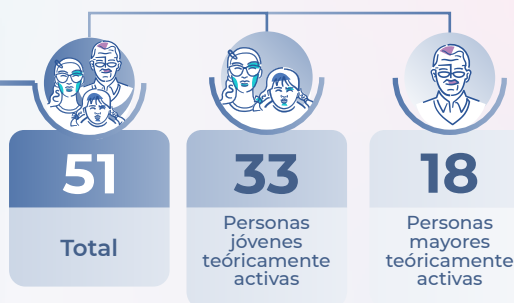 51
Total
33
Personas
jóvenes
teóricamente
activas
18
Personas
mayores
teóricamente
activas